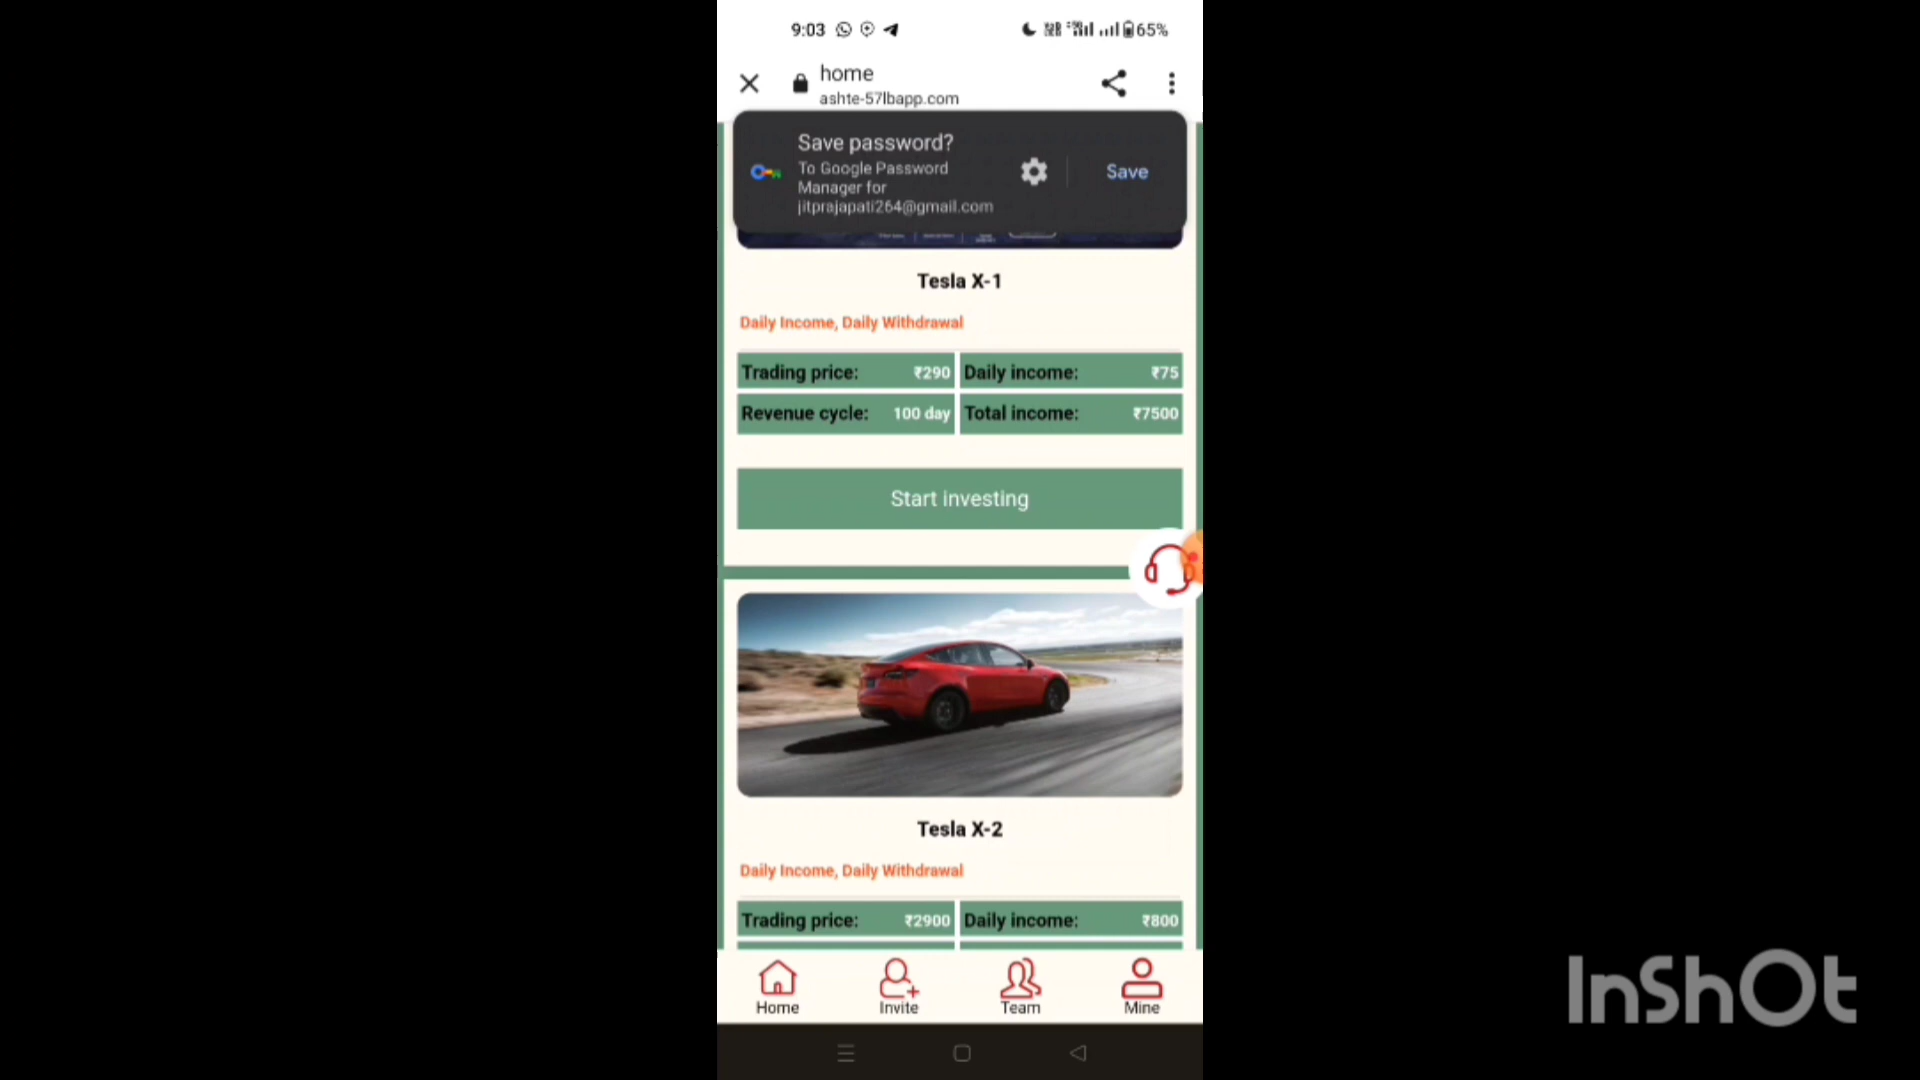 9:03
65%
home
ashte-57lbapp.com
Save password?
To Google Password
Manager for
jitprajapati264@gmail.com
Save
Tesla X-1
Daily Income, Daily Withdrawal
Trading price: ₹290 Daily income: ₹75
Revenue cycle: 100 day Total income: ₹7500
Start investing
Tesla X-2
Daily Income, Daily Withdrawal
Trading price: ₹2900 Daily income: ₹800
Home Invite Team Mine
InShOt